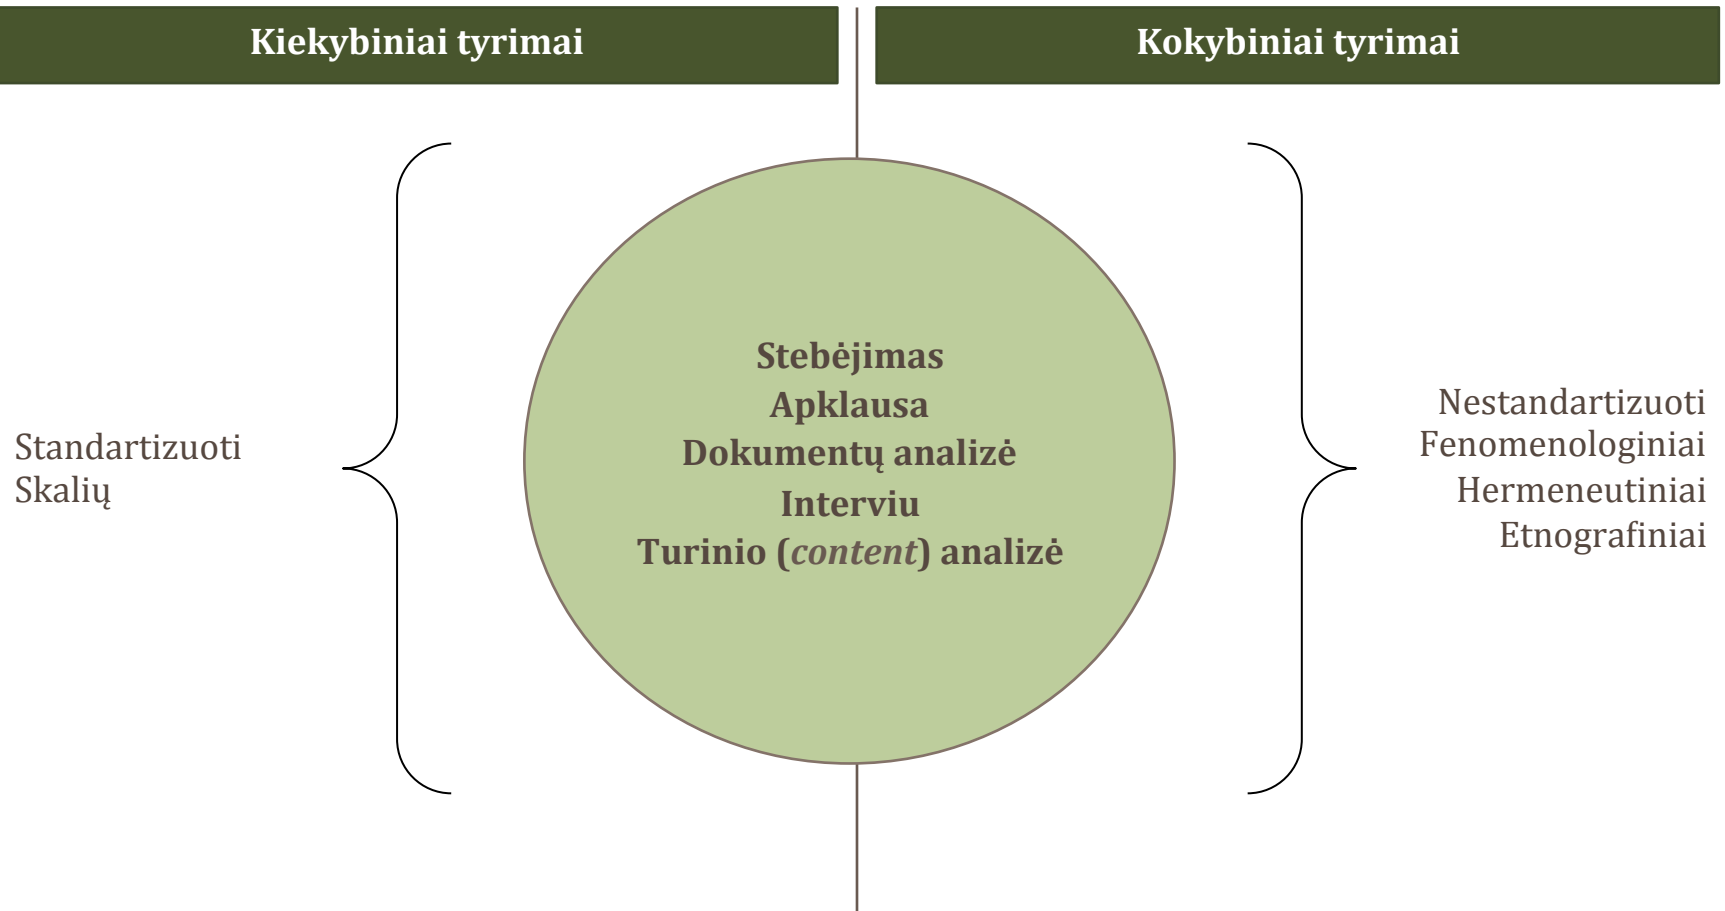 Kiekybiniai tyrimai
Kokybiniai tyrimai
Standartizuoti
Skalių
Stebėjimas
Apklausa
Dokumentų analizė
Interviu
Turinio (content) analizė
Nestandartizuoti
Fenomenologiniai
Hermeneutiniai
Etnografiniai